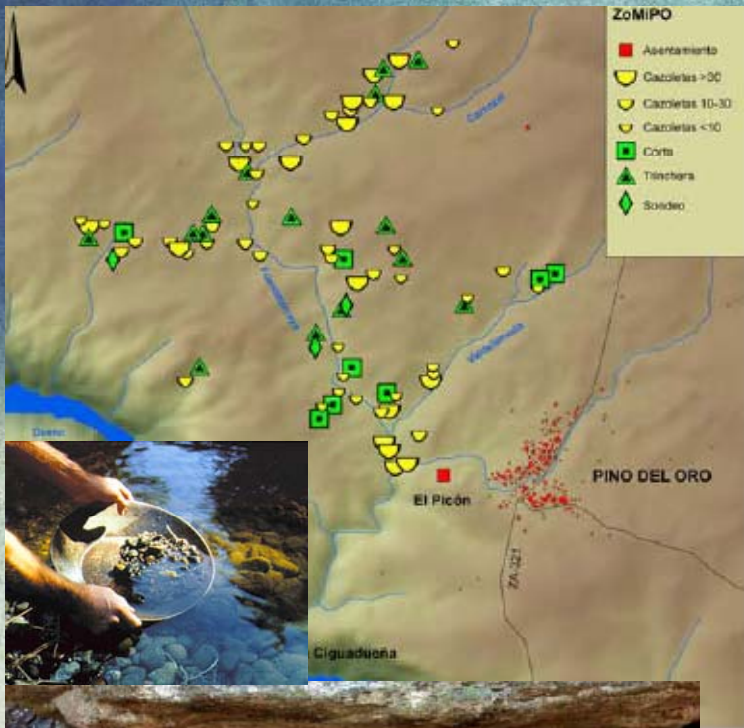 ZoMiPO
Asentamiento
Cazoletas >30
Cazoletas 10-30
Cazoletas <10
Corta
Trinchera
Sondeo
Duero
El Picón
PINO DEL ORO
ZA-321
Ciguadueña